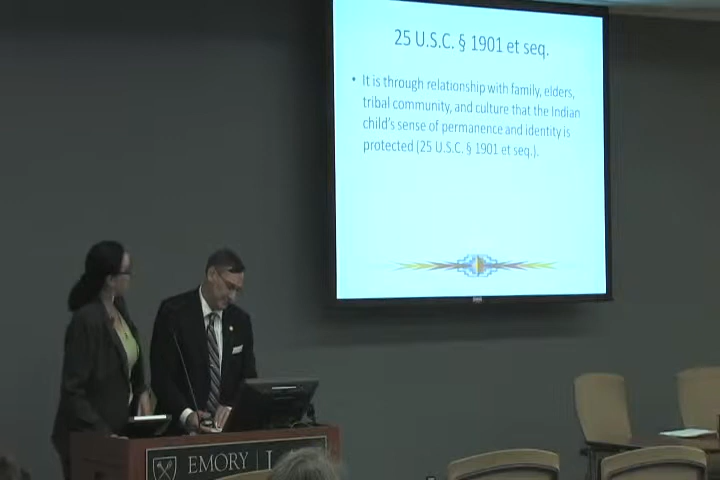 25 U.S.C. § 1901 et seq.
• It is through relationship with family, elders,
tribal community, and culture that the Indian
child's sense of permanence and identity is
protected (25 U.S.C. § 1901 et seq.).
EMORY | L